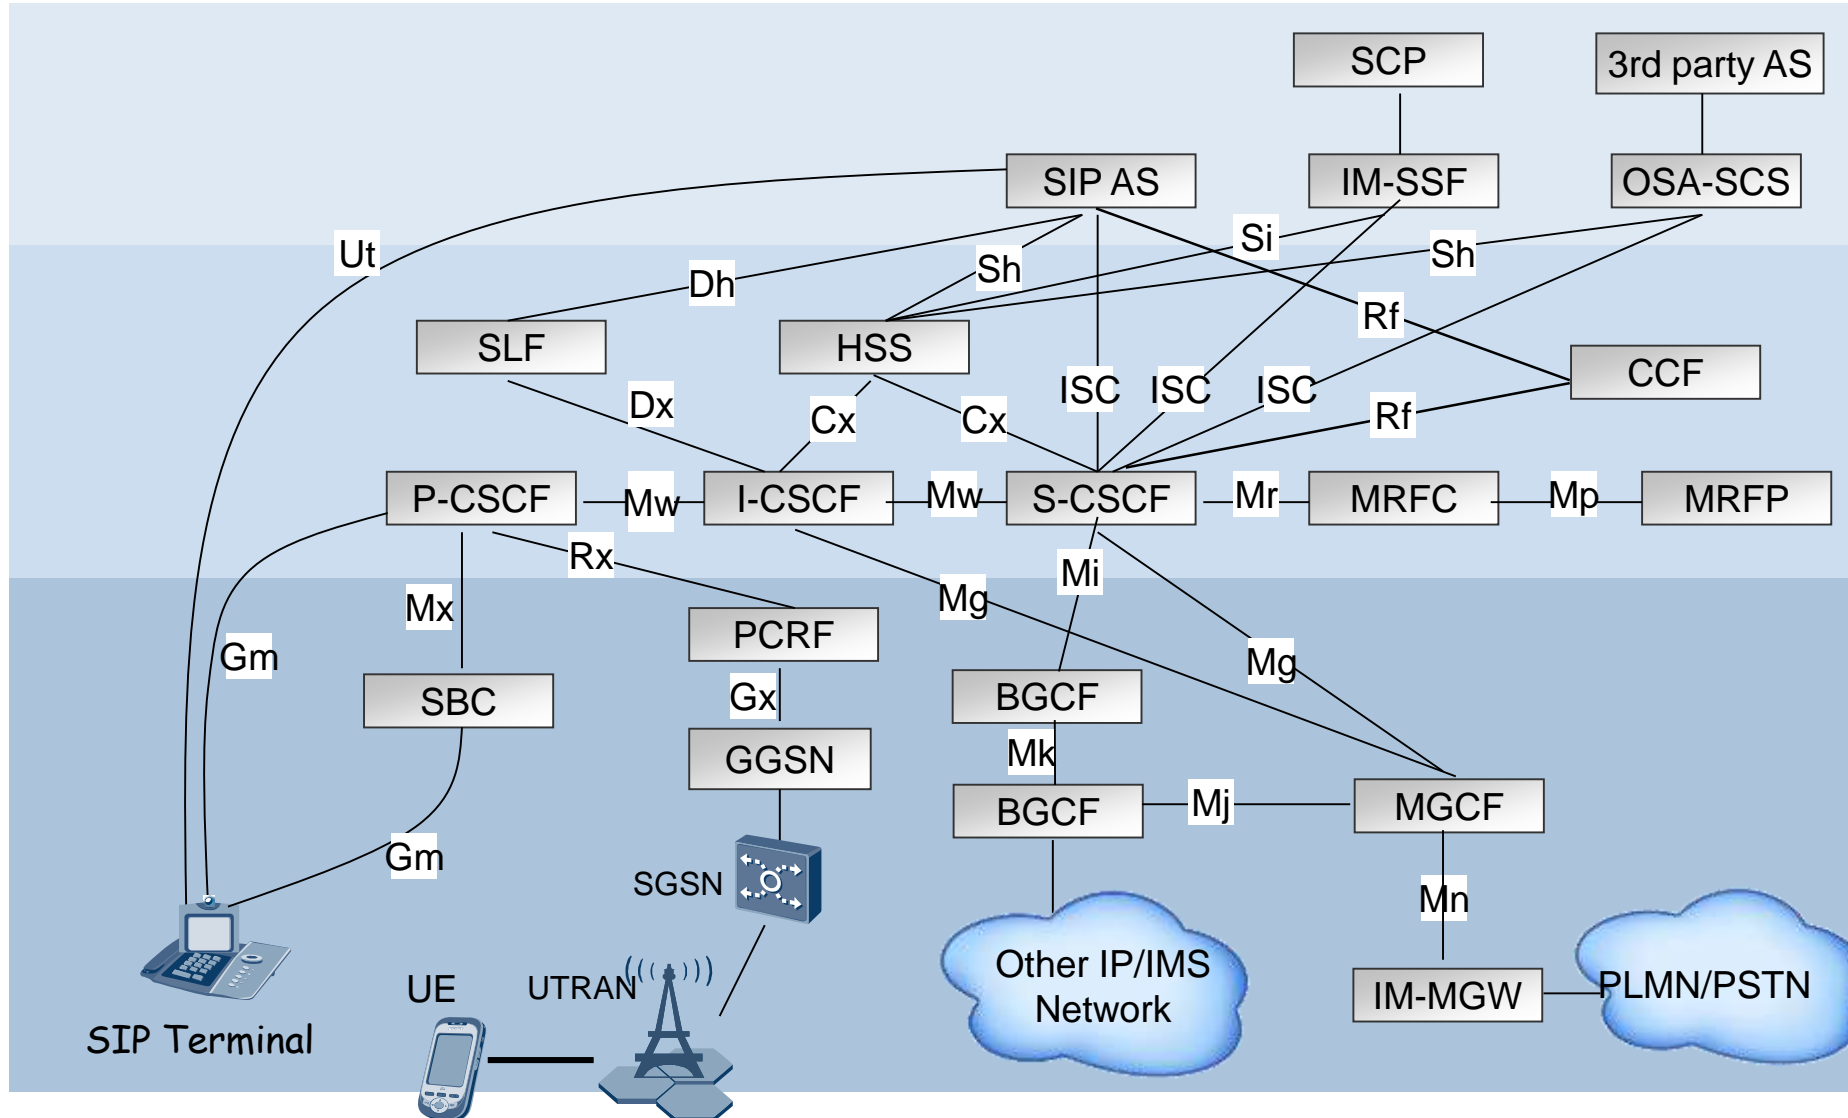 SCP
3rd party AS
SIP AS
IM-SSF
OSA-SCS
Ut
Si
Sh
Sh
Dh
Rf
SLF
HSS
CCF
Dx
Cx
Cx
ISC
ISC
ISC
Rf
P-CSCF
Mw
I-CSCF
Mw
S-CSCF
Mr
MRFC
Mp
MRFP
Rx
Mi
Mx
Mg
PCRF
Gm
Mg
SBC
Gx
BGCF
GGSN
Mk
BGCF
Mj
MGCF
Gm
SGSN
Mn
Other IP/IMS
Network
UE
UTRAN
IM-MGW
PLMN/PSTN
SIP Terminal